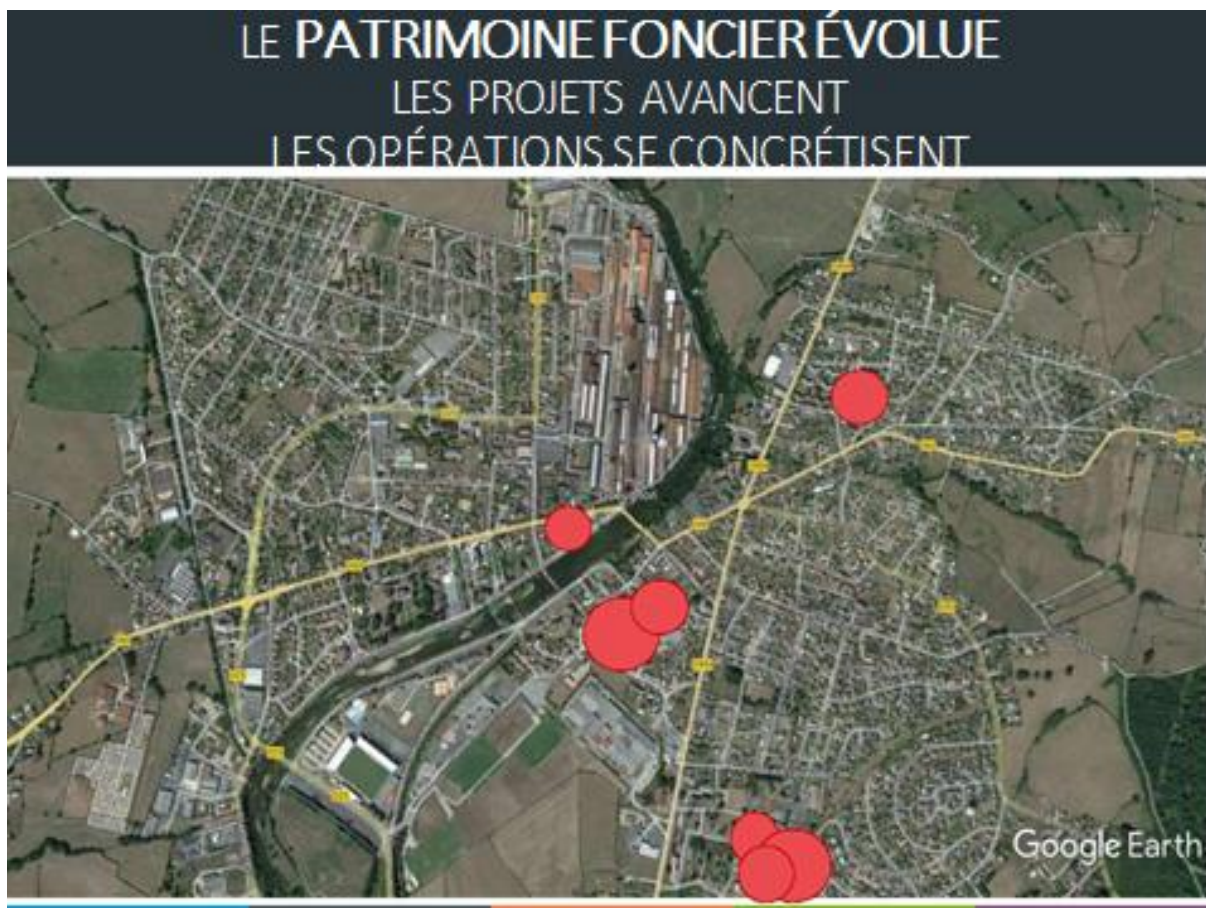 LE PATRIMOINE FONCIER ÉVOLUE
LES PROJETS AVANCENT
LES OPÉRATIONS SE CONCRÉTISENT
Google Earth